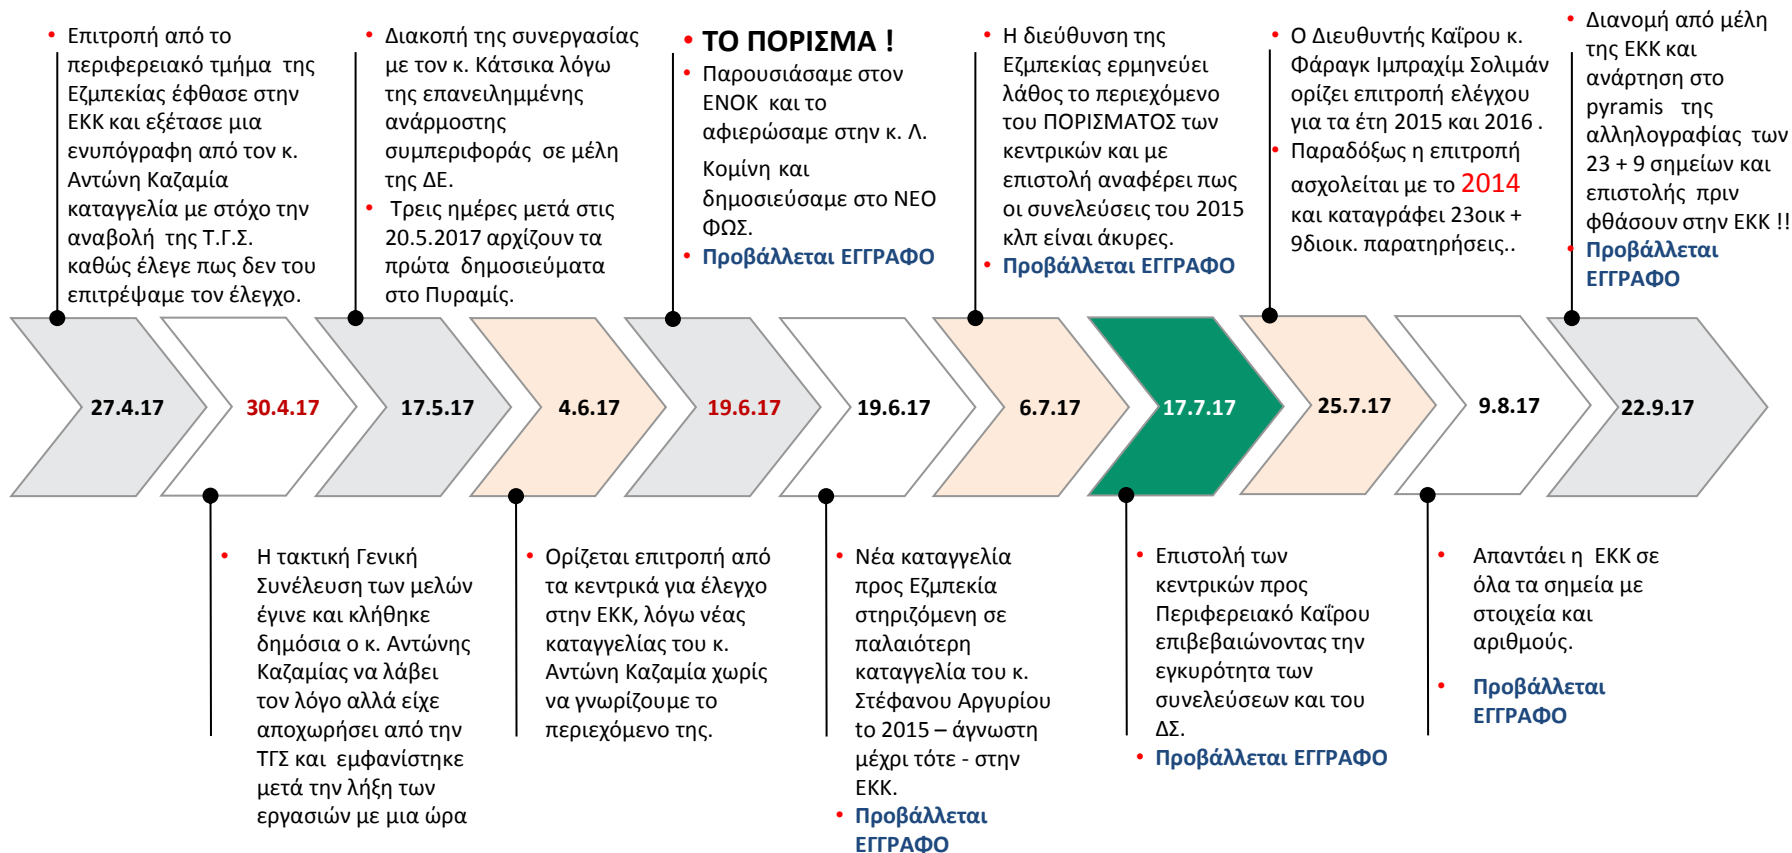 • Επιτροπή από το
περιφερειακό τμήμα της
Εζμπεκίας έφθασε στην
ΕΚΚ και εξέτασε μια
ενυπόγραφη από τον κ.
Αντώνη Καζαμία
καταγγελία με στόχο την
αναβολή της Τ.Γ.Σ.
καθώς έλεγε πως δεν του
επιτρέψαμε τον έλεγχο.
• Διακοπή της συνεργασίας
με τον κ. Κάτσικα λόγω
της επανειλημμένης
ανάρμοστης
συμπεριφοράς σε μέλη
της ΔΕ.
• Τρεις ημέρες μετά στις
20.5.2017 αρχίζουν τα
πρώτα δημοσιεύματα
στο Πυραμίς.
• ΤΟ ΠΟΡΙΣΜΑ !
• Παρουσιάσαμε στον
ΕΝΟΚ και το
αφιερώσαμε στην κ. Λ.
Κομίνη και
δημοσιεύσαμε στο ΝΕΟ
ΦΩΣ.
• Προβάλλεται ΕΓΓΡΑΦΟ
• Η διεύθυνση της
Εζμπεκίας ερμηνεύει
λάθος το περιεχόμενο
του ΠΟΡΙΣΜΑΤΟΣ των
κεντρικών και με
επιστολή αναφέρει πως
οι συνελεύσεις του 2015
κλπ είναι άκυρες.
• Προβάλλεται ΕΓΓΡΑΦΟ
• Ο Διευθυντής Καΐρου κ.
Φάραγκ Ιμπραχίμ Σολιμάν
ορίζει επιτροπή ελέγχου
για τα έτη 2015 και 2016 .
• Παραδόξως η επιτροπή
ασχολείται με το 2014
και καταγράφει 23οικ +
9διοικ. παρατηρήσεις..
• Διανομή από μέλη
της ΕΚΚ και
ανάρτηση στο
pyramis της
αλληλογραφίας των
23 + 9 σημείων και
επιστολής πριν
φθάσουν στην ΕΚΚ !!
• Προβάλλεται
ΕΓΓΡΑΦΟ
27.4.17
30.4.17
17.5.17
4.6.17
19.6.17
19.6.17
6.7.17
17.7.17
25.7.17
9.8.17
22.9.17
• Η τακτική Γενική
Συνέλευση των μελών
έγινε και κλήθηκε
δημόσια ο κ. Αντώνης
Καζαμίας να λάβει
τον λόγο αλλά είχε
αποχωρήσει από την
ΤΓΣ και εμφανίστηκε
μετά την λήξη των
εργασιών με μια ώρα
• Ορίζεται επιτροπή από
τα κεντρικά για έλεγχο
στην ΕΚΚ, λόγω νέας
καταγγελίας του κ.
Αντώνη Καζαμία χωρίς
να γνωρίζουμε το
περιεχόμενο της.
• Νέα καταγγελία
προς Εζμπεκία
στηριζόμενη σε
παλαιότερη
καταγγελία του κ.
Στέφανου Αργυρίου
to 2015 – άγνωστη
μέχρι τότε - στην
ΕΚΚ.
• Προβάλλεται
ΕΓΓΡΑΦΟ
• Επιστολή των
κεντρικών προς
Περιφερειακό Καΐρου
επιβεβαιώνοντας την
εγκυρότητα των
συνελεύσεων και του
ΔΣ.
• Προβάλλεται ΕΓΓΡΑΦΟ
• Απαντάει η ΕΚΚ σε
όλα τα σημεία με
στοιχεία και
αριθμούς.
• Προβάλλεται
ΕΓΓΡΑΦΟ